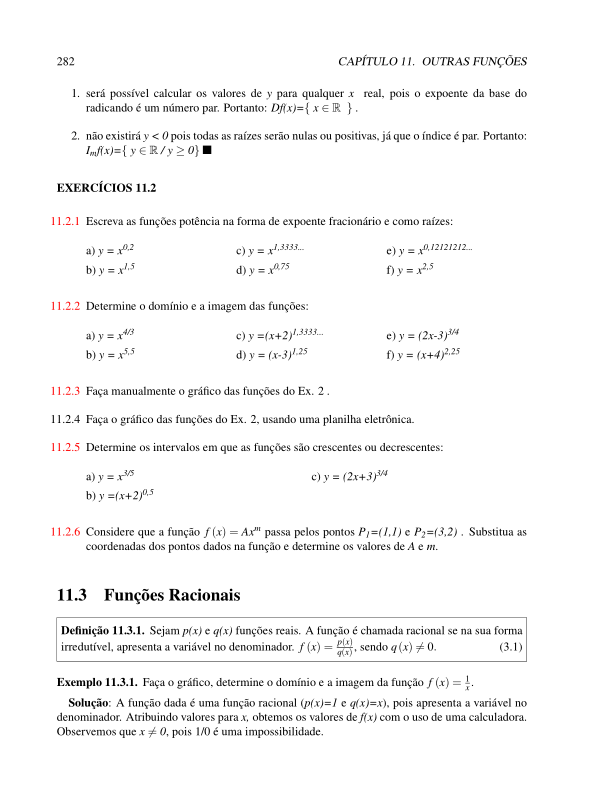 282 CAPÍTULO 11. OUTRAS FUNÇÕES
1. será possível calcular os valores de y para qualquer x real, pois o expoente da base do
radicando é um número par. Portanto: Df(x)={ x ∈ ℝ } .
2. não existirá y < 0 pois todas as raízes serão nulas ou positivas, já que o índice é par. Portanto:
I_mf(x)={ y ∈ ℝ / y ≥ 0} ■
EXERCÍCIOS 11.2
11.2.1 Escreva as funções potência na forma de expoente fracionário e como raízes:
a) y = x^{0,2} c) y = x^{1,3333...} e) y = x^{0,12121212...}
b) y = x^{1,5} d) y = x^{0,75} f) y = x^{2,5}
11.2.2 Determine o domínio e a imagem das funções:
a) y = x^{4/3} c) y =(x+2)^{1,3333...} e) y = (2x-3)^{3/4}
b) y = x^{5,5} d) y = (x-3)^{1,25} f) y = (x+4)^{2,25}
11.2.3 Faça manualmente o gráfico das funções do Ex. 2 .
11.2.4 Faça o gráfico das funções do Ex. 2, usando uma planilha eletrônica.
11.2.5 Determine os intervalos em que as funções são crescentes ou decrescentes:
a) y = x^{3/5} c) y = (2x+3)^{3/4}
b) y =(x+2)^{0,5}
11.2.6 Considere que a função f (x) = Ax^m passa pelos pontos P_1=(1,1) e P_2=(3,2) . Substitua as
coordenadas dos pontos dados na função e determine os valores de A e m.
11.3 Funções Racionais
Definição 11.3.1. Sejam p(x) e q(x) funções reais. A função é chamada racional se na sua forma
irredutível, apresenta a variável no denominador. f (x) = p(x)/q(x), sendo q (x) ≠ 0. (3.1)
Exemplo 11.3.1. Faça o gráfico, determine o domínio e a imagem da função f (x) = 1/x.
Solução: A função dada é uma função racional (p(x)=1 e q(x)=x), pois apresenta a variável no
denominador. Atribuindo valores para x, obtemos os valores de f(x) com o uso de uma calculadora.
Observemos que x ≠ 0, pois 1/0 é uma impossibilidade.